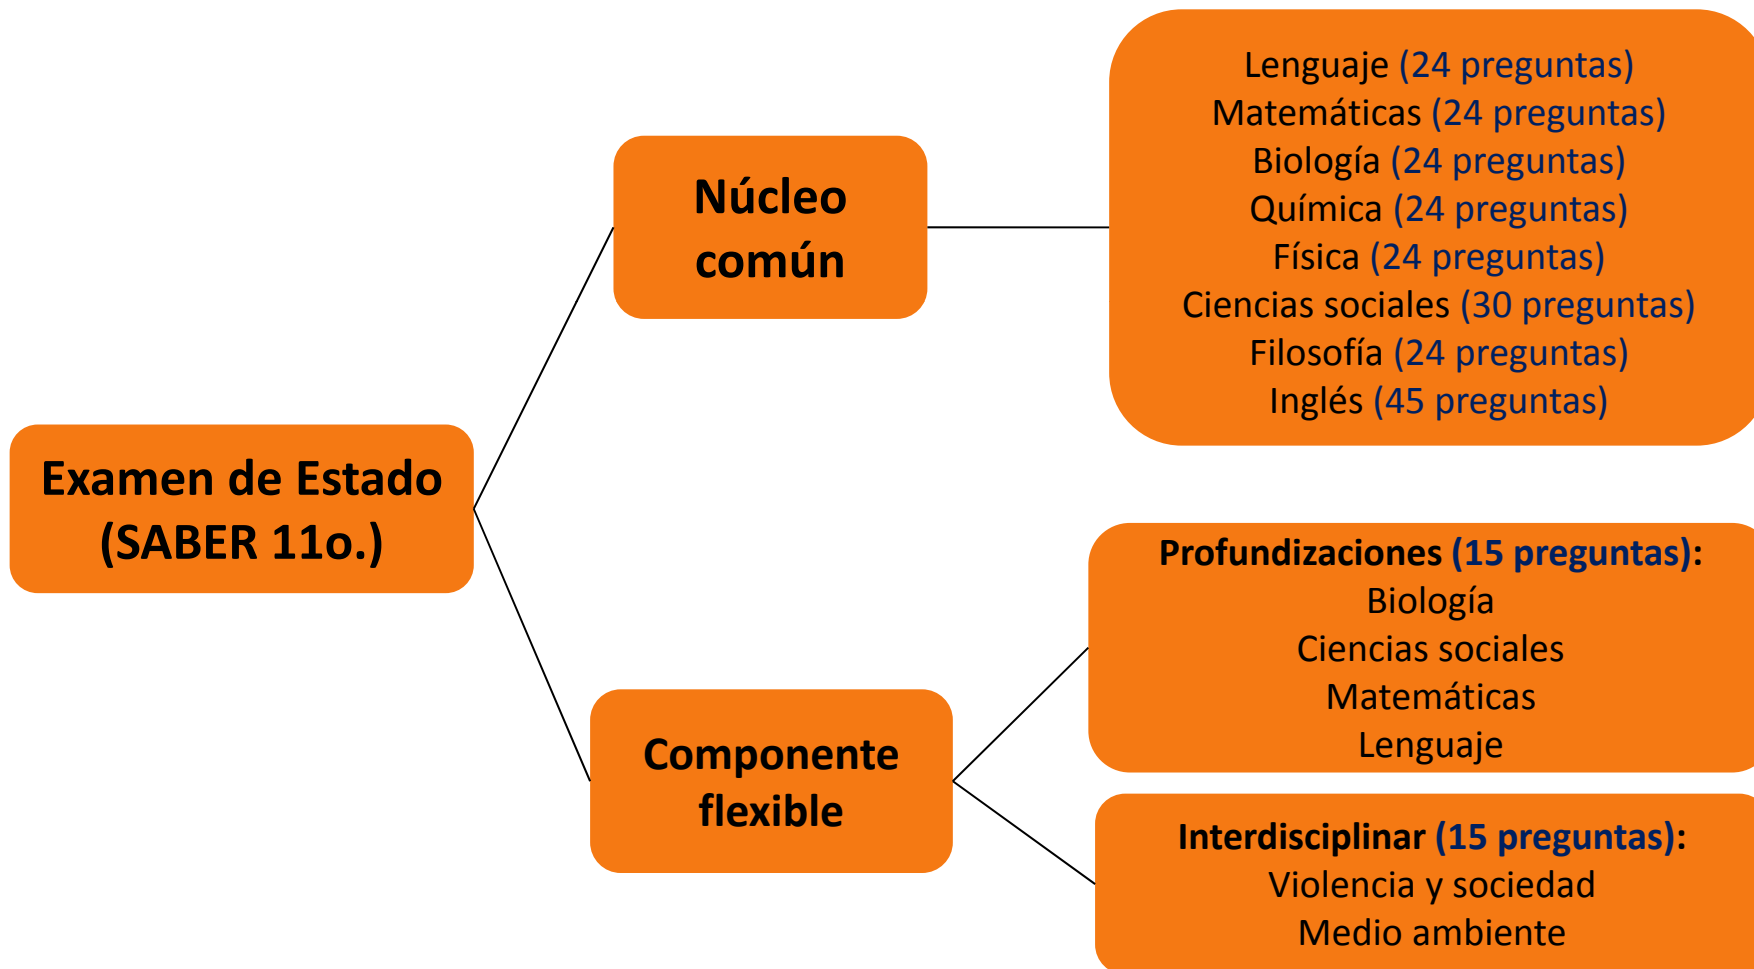 Examen de Estado
(SABER 11o.)
Núcleo
común
Lenguaje (24 preguntas)
Matemáticas (24 preguntas)
Biología (24 preguntas)
Química (24 preguntas)
Física (24 preguntas)
Ciencias sociales (30 preguntas)
Filosofía (24 preguntas)
Inglés (45 preguntas)
Componente
flexible
Profundizaciones (15 preguntas):
Biología
Ciencias sociales
Matemáticas
Lenguaje
Interdisciplinar (15 preguntas):
Violencia y sociedad
Medio ambiente